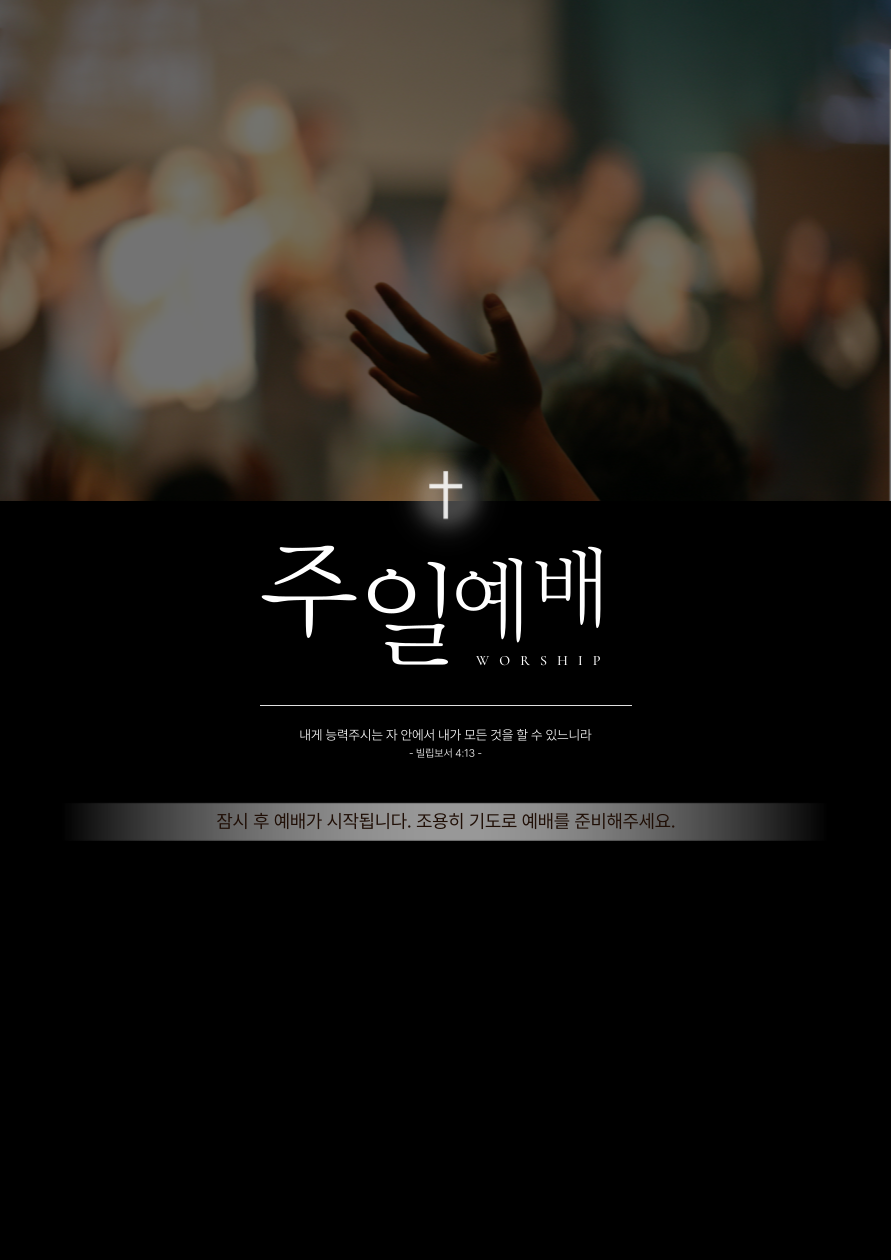 주일예배
WORSHIP
내게 능력주시는 자 안에서 내가 모든 것을 할 수 있느니라
- 빌립보서 4:13 -
잠시 후 예배가 시작됩니다. 조용히 기도로 예배를 준비해주세요.